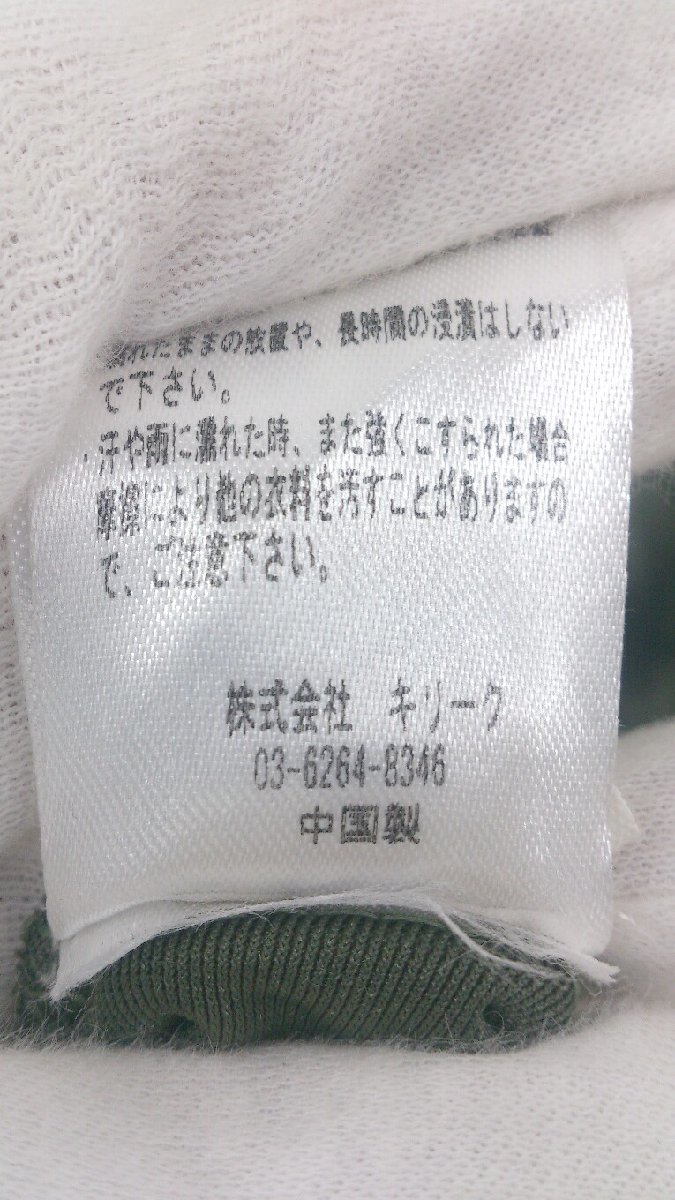 濡れたままの放置や、長時間の浸漬はしない
で下さい。
・汗や雨に濡れた時、また強くこすられた場合
摩擦により他の衣料を汚すことがありますの
で、ご注意下さい。
株式会社 キリーク
03-6264-8346
中国製